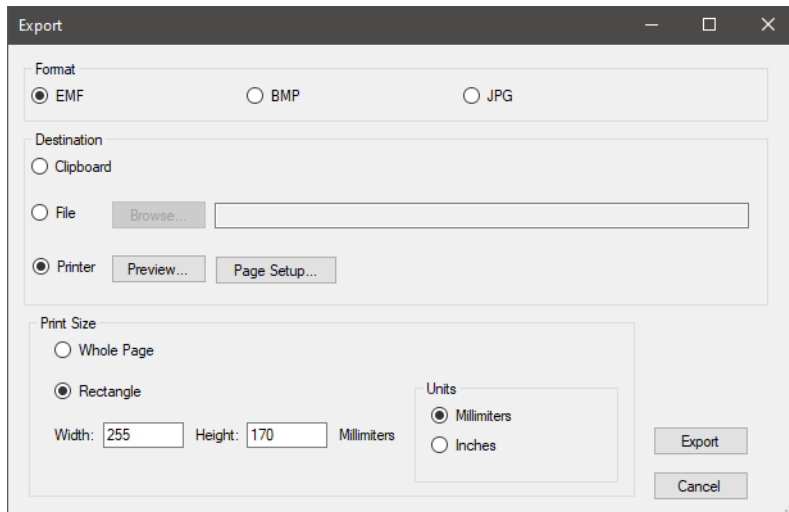 Export
Format
EMF BMP JPG
Destination
Clipboard
File Browse...
Printer Preview... Page Setup...
Print Size
Whole Page
Rectangle
Units
Millimiters
Width: 255 Height: 170 Millimiters
Inches
Export
Cancel